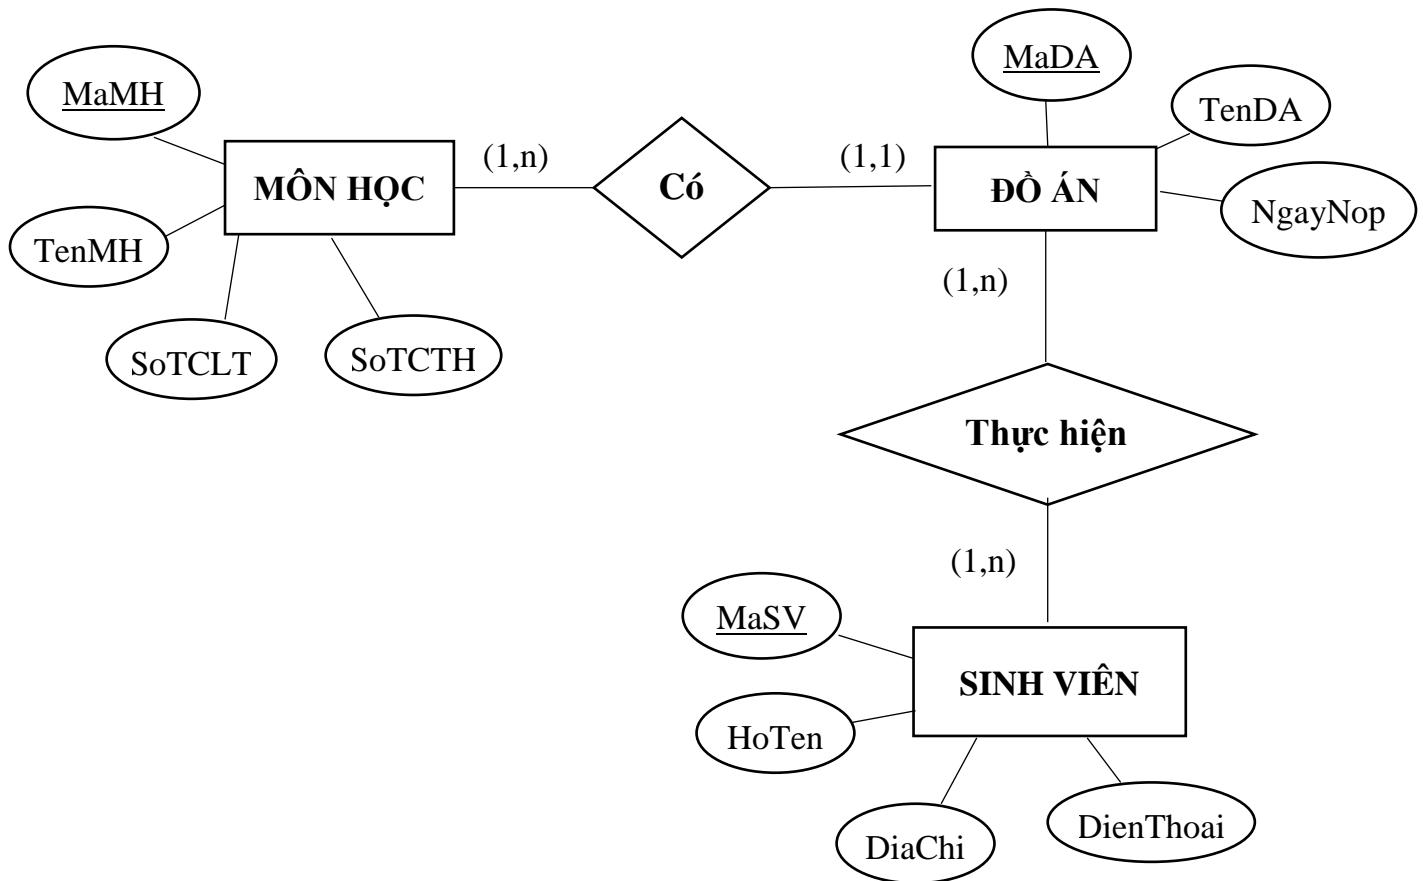 MaDA
MaMH
TenDA
(1,n)
(1,1)
MÔN HỌC
Có
ĐỒ ÁN
NgayNop
TenMH
(1,n)
SoTCLT
SoTCTH
Thực hiện
(1,n)
MaSV
SINH VIÊN
HoTen
DiaChi
DienThoai